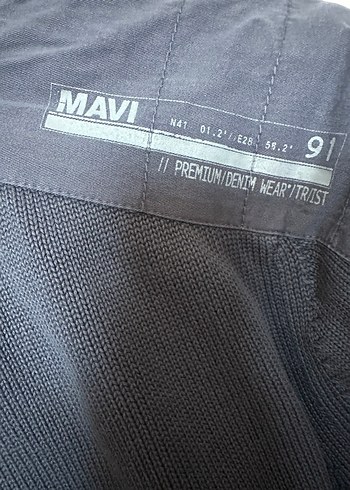 MAVI N41 01.2'//E28 58.2' 91
// PREMIUM/DENIM WEAR"/TR/IST